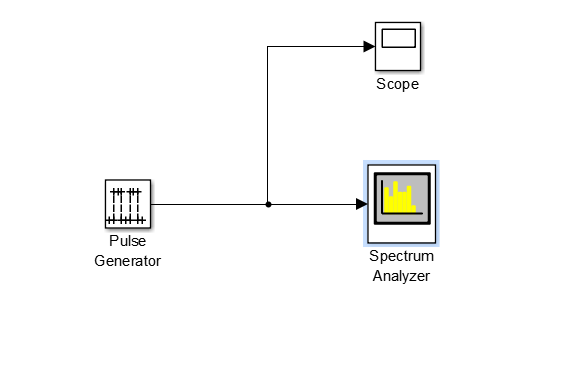 Scope
Pulse
Generator
Spectrum
Analyzer